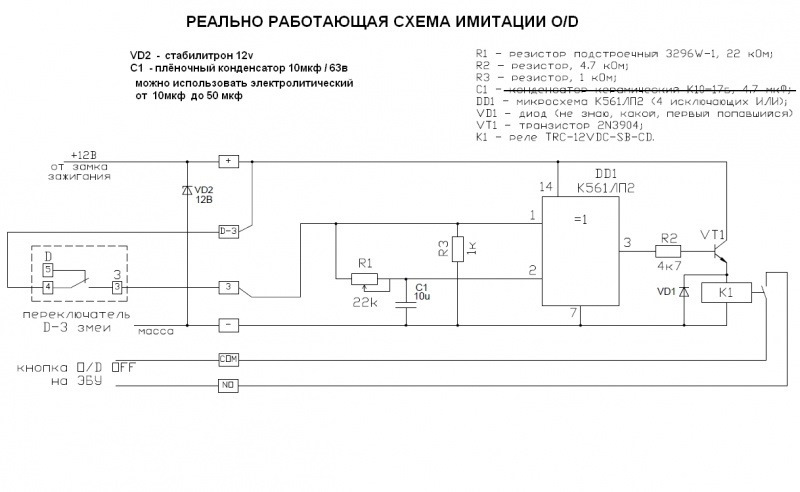 РЕАЛЬНО РАБОТАЮЩАЯ СХЕМА ИМИТАЦИИ O/D
VD2 - стабилитрон 12v
C1 - плёночный конденсатор 10мкф / 63в
можно использовать электролитический
от 10мкф до 50 мкф
R1 - резистор подстроечный 3296W-1, 22 кОм;
R2 - резистор, 4.7 кОм;
R3 - резистор, 1 кОм;
C1 - конденсатор керамический К10-17б, 4.7 мкФ;
DD1 - микросхема К561ЛП2 (4 исключающих ИЛИ);
VD1 - диод (не знаю, какой, первый попавшийся)
VT1 - транзистор 2N3904;
K1 - реле TRC-12VDC-SB-CD.
+12В
от замка
зажигания
+
VD2
12В
DD1
К561ЛП2
14
D-3
1
=1
VT1
R3
1к
3
R2
4к7
D
5
4
3
3
переключатель
D-3 змеи
3
R1
22k
C1
10u
2
7
VD1
K1
масса
-
кнопка O/D OFF
на ЭБУ
COM
NO